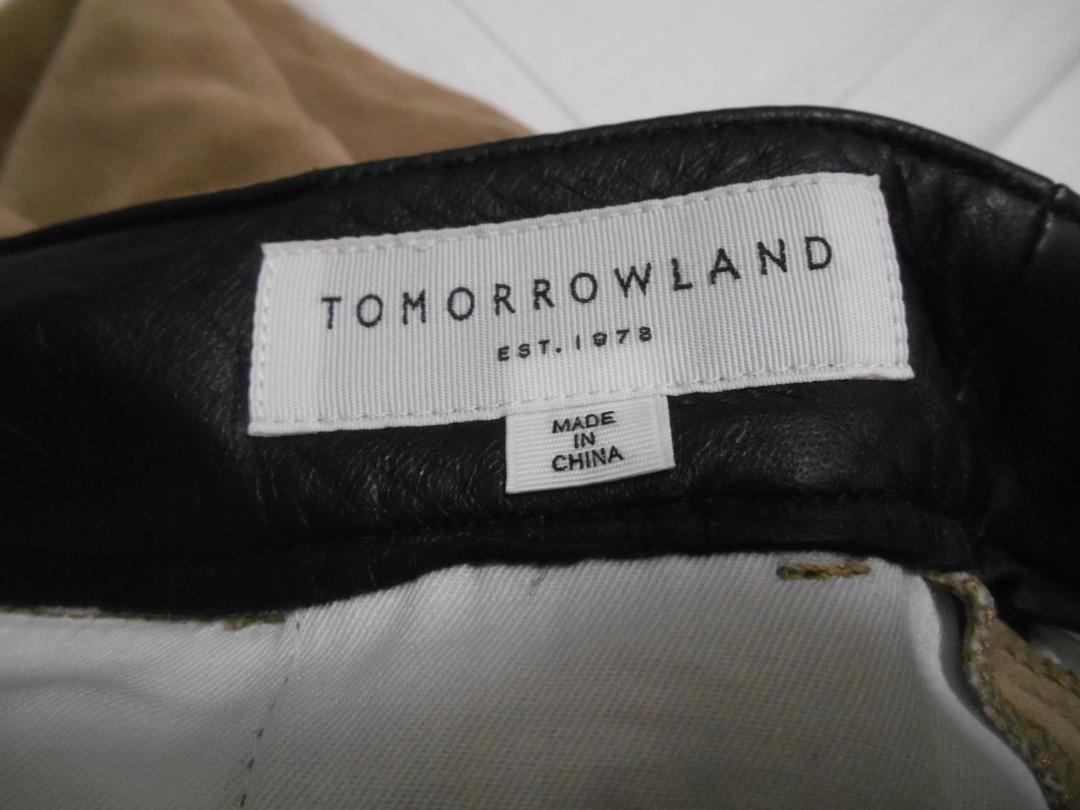 TOMORROWLAND
EST. 1978
MADE
IN
CHINA